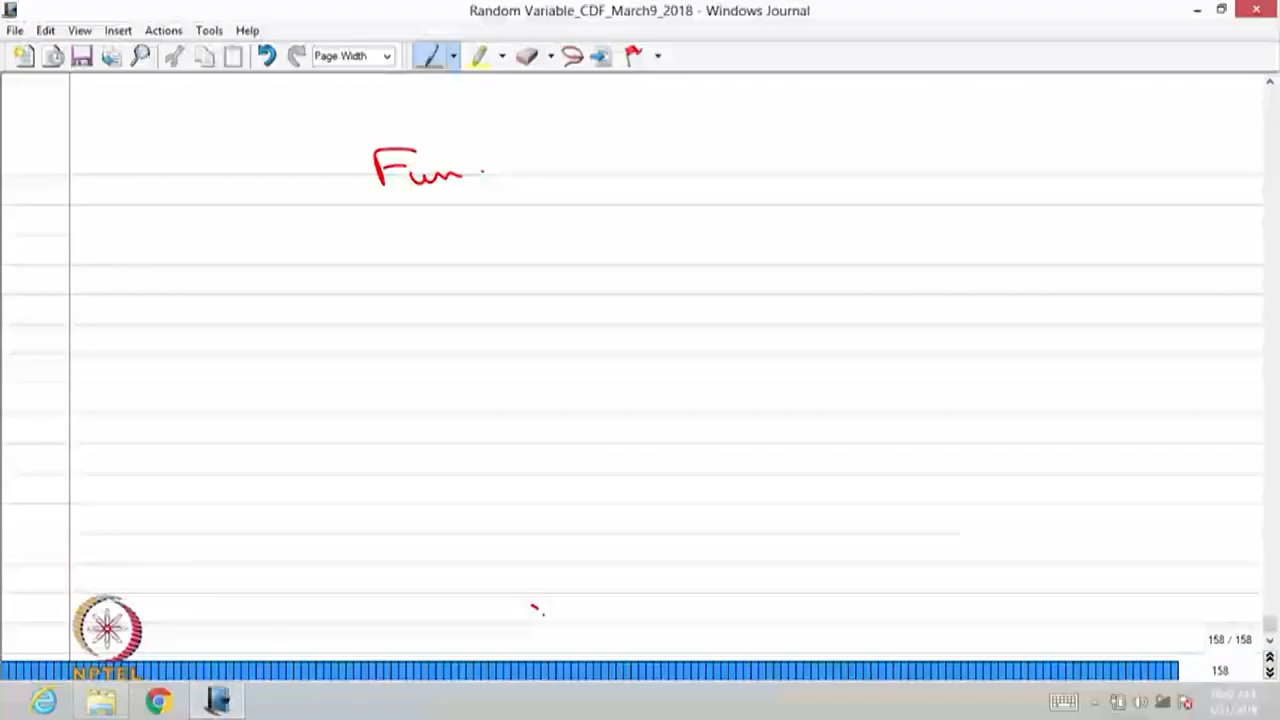 Random Variable_CDF_March9_2018 - Windows Journal
File Edit View Insert Actions Tools Help
Page Width
Fun
158 / 158
158
NPTEL